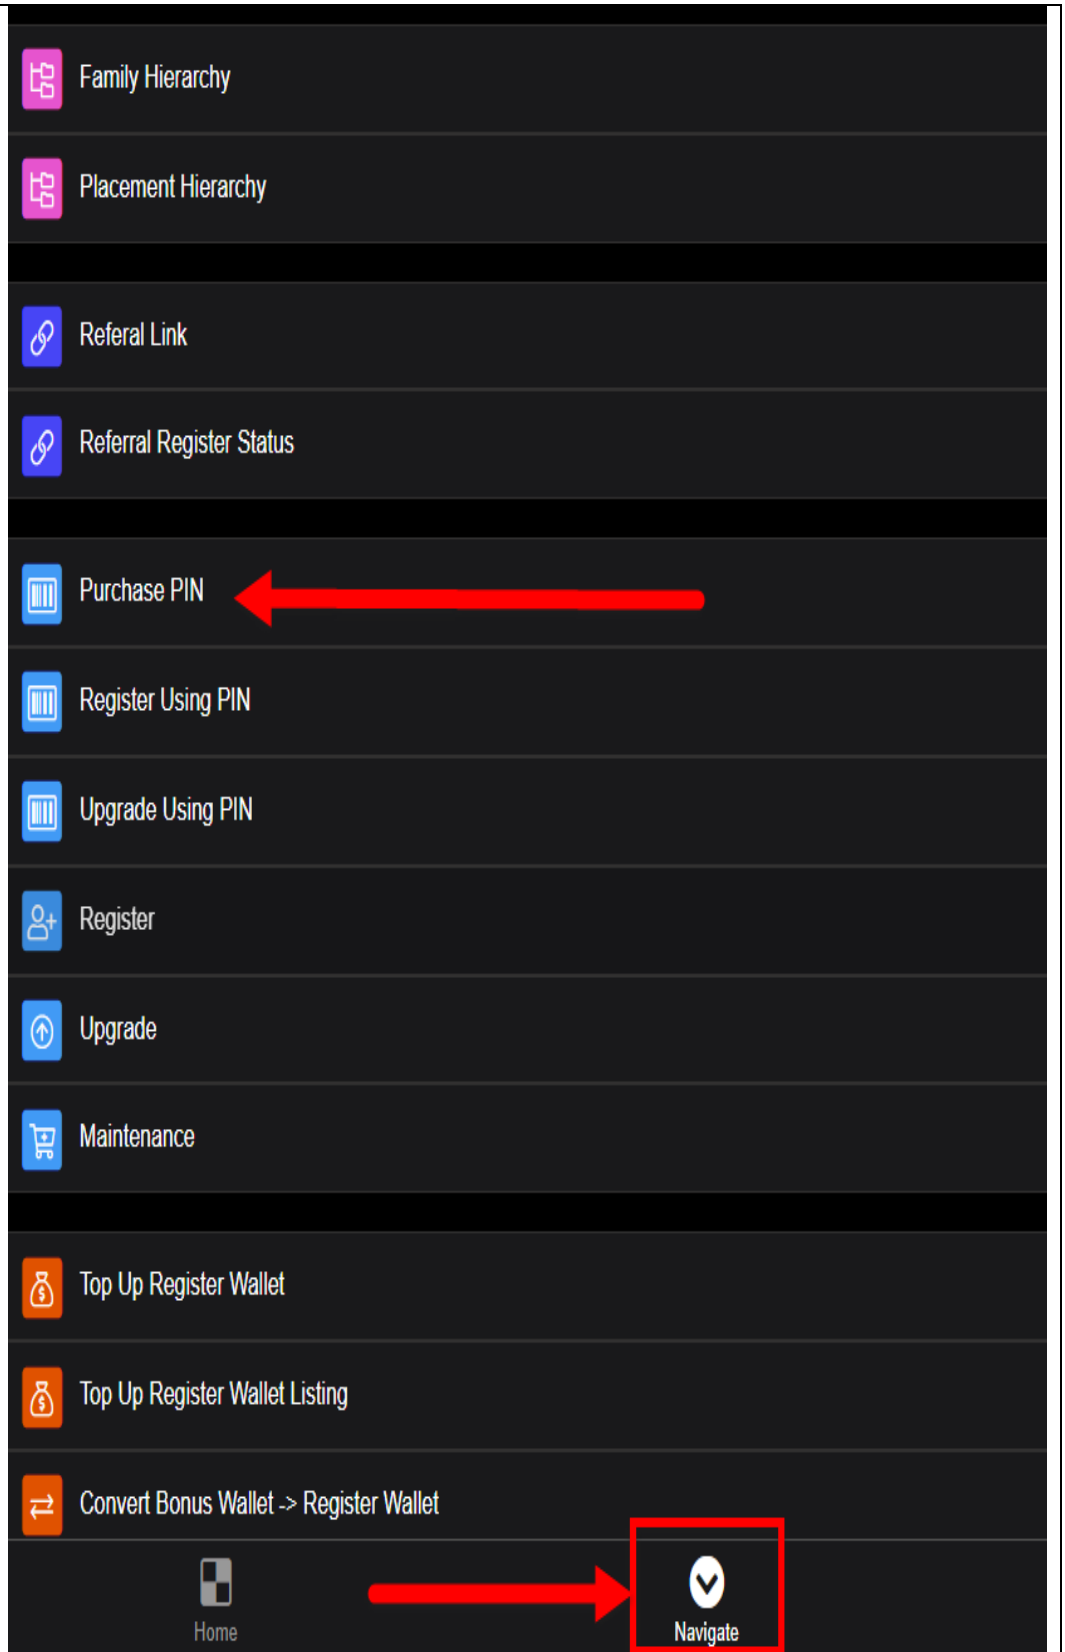 Family Hierarchy
Placement Hierarchy
Referal Link
Referral Register Status
Purchase PIN
Register Using PIN
Upgrade Using PIN
Register
Upgrade
Maintenance
Top Up Register Wallet
Top Up Register Wallet Listing
Convert Bonus Wallet -> Register Wallet
Home
Navigate